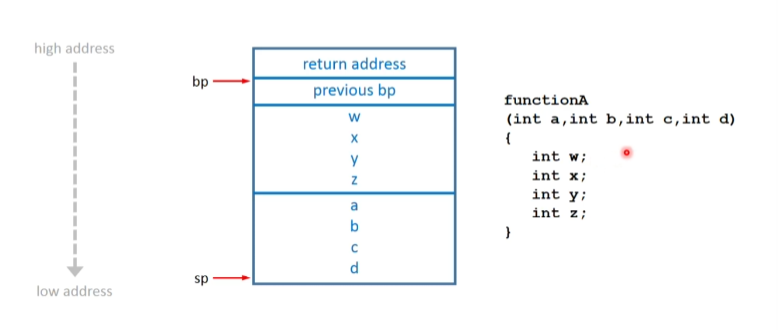 high address
return address
bp
previous bp
w
x
y
z
a
b
c
d
sp
low address
functionA
(int a,int b,int c,int d)
{
int w;
int x;
int y;
int z;
}